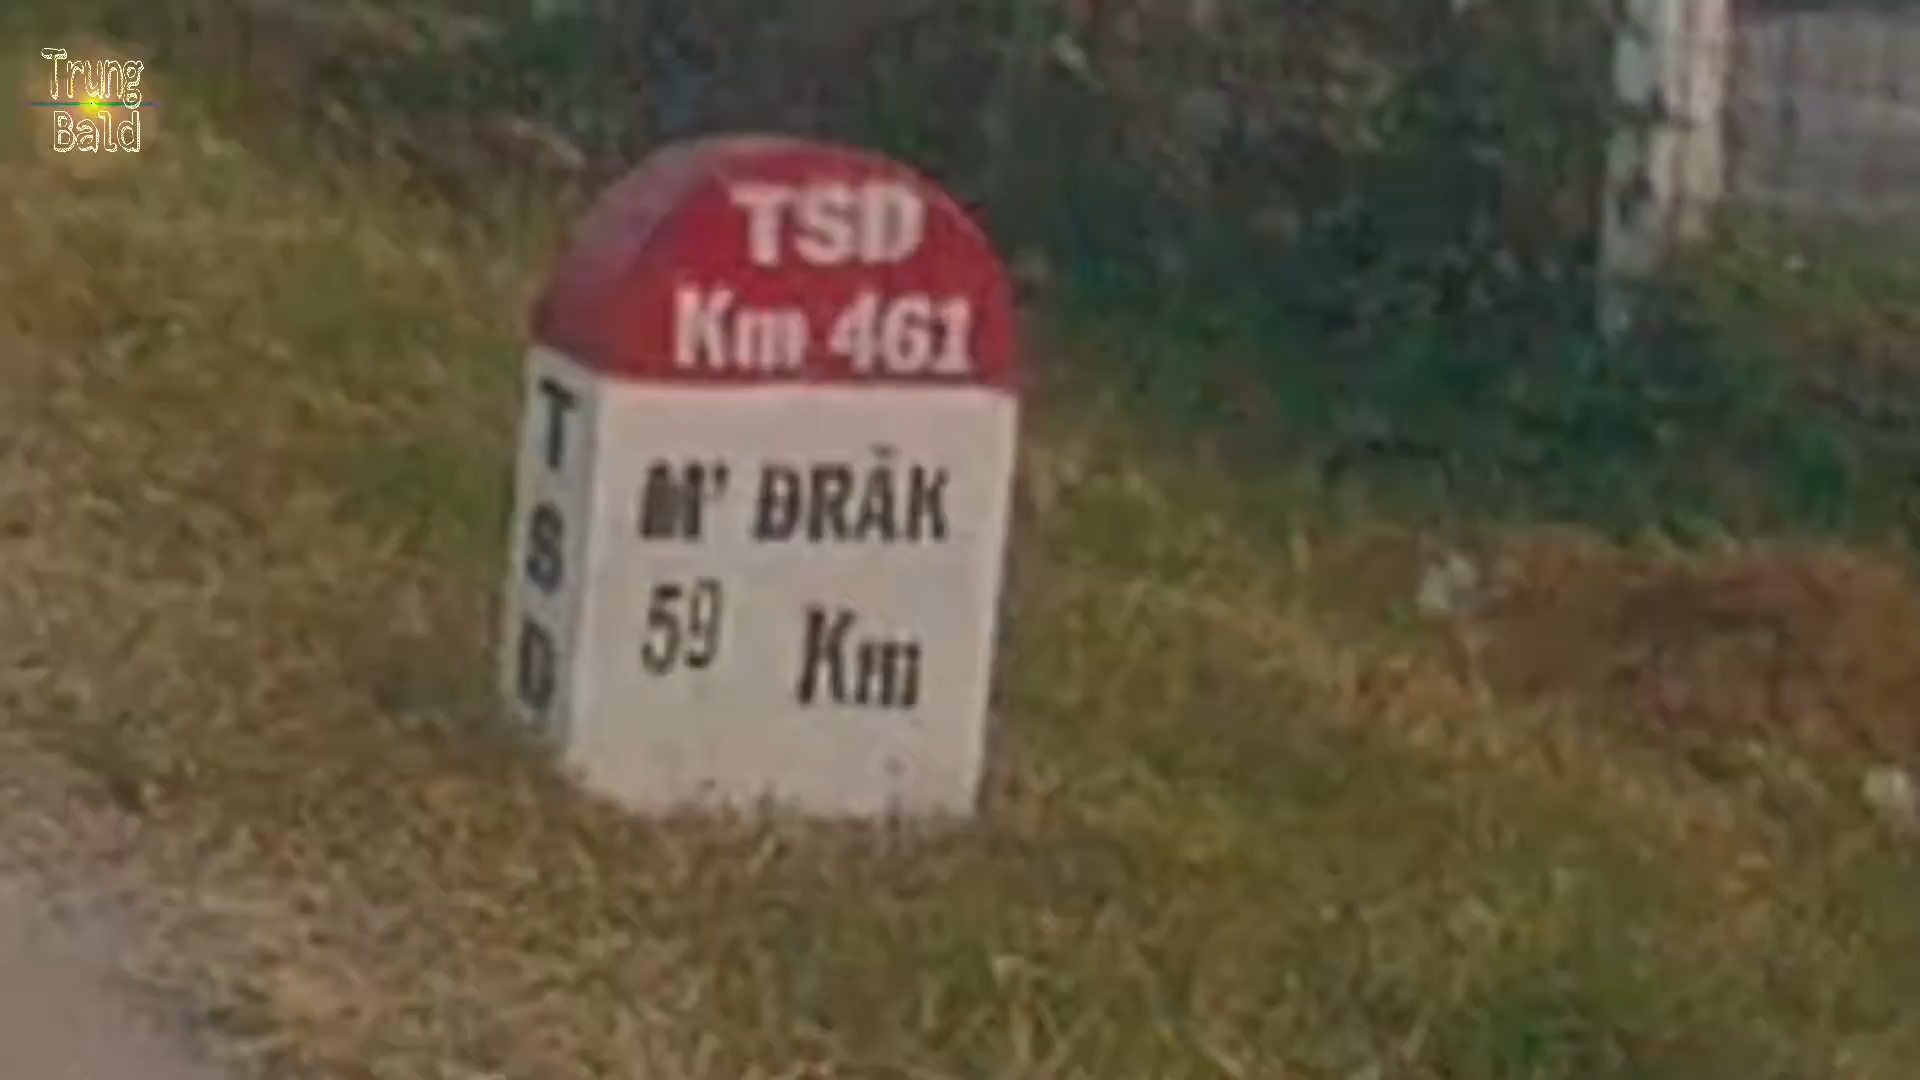 Trung
Bald
TSD
Km 461
T
S
D
M' ĐRĂK
59 Km